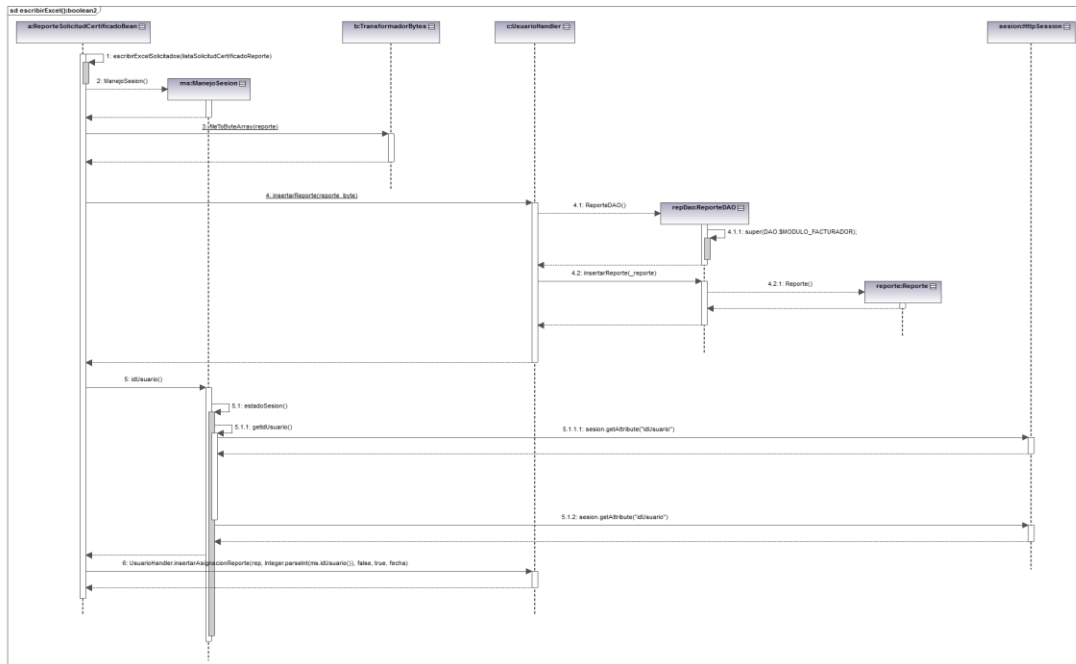 sd escribirExcel():boolean2
a:ReporteSolicitudCertificadoBean
b:TransformadorBytes
c:UsuarioHandler
sesion:HttpSession
1: escribirExcelSolicitados(listaSolicitudCertificadoReporte)
2: ManejoSesion()
ms:ManejoSesion
3: fileToByteArray(reporte)
4: insertarReporte(reporte_byte)
4.1: ReporteDAO()
repDao:ReporteDAO
4.1.1: super(DAO.$MODULO_FACTURADOR);
4.2: insertarReporte(_reporte)
4.2.1: Reporte()
reporte:Reporte
5: idUsuario()
5.1: estadoSesion()
5.1.1: getIdUsuario()
5.1.1.1: sesion.getAttribute("idUsuario")
5.1.2: sesion.getAttribute("idUsuario")
6: UsuarioHandler.insertarAsignacionReporte(rep, Integer.parseInt(ms.idUsuario()), false, true, fecha)